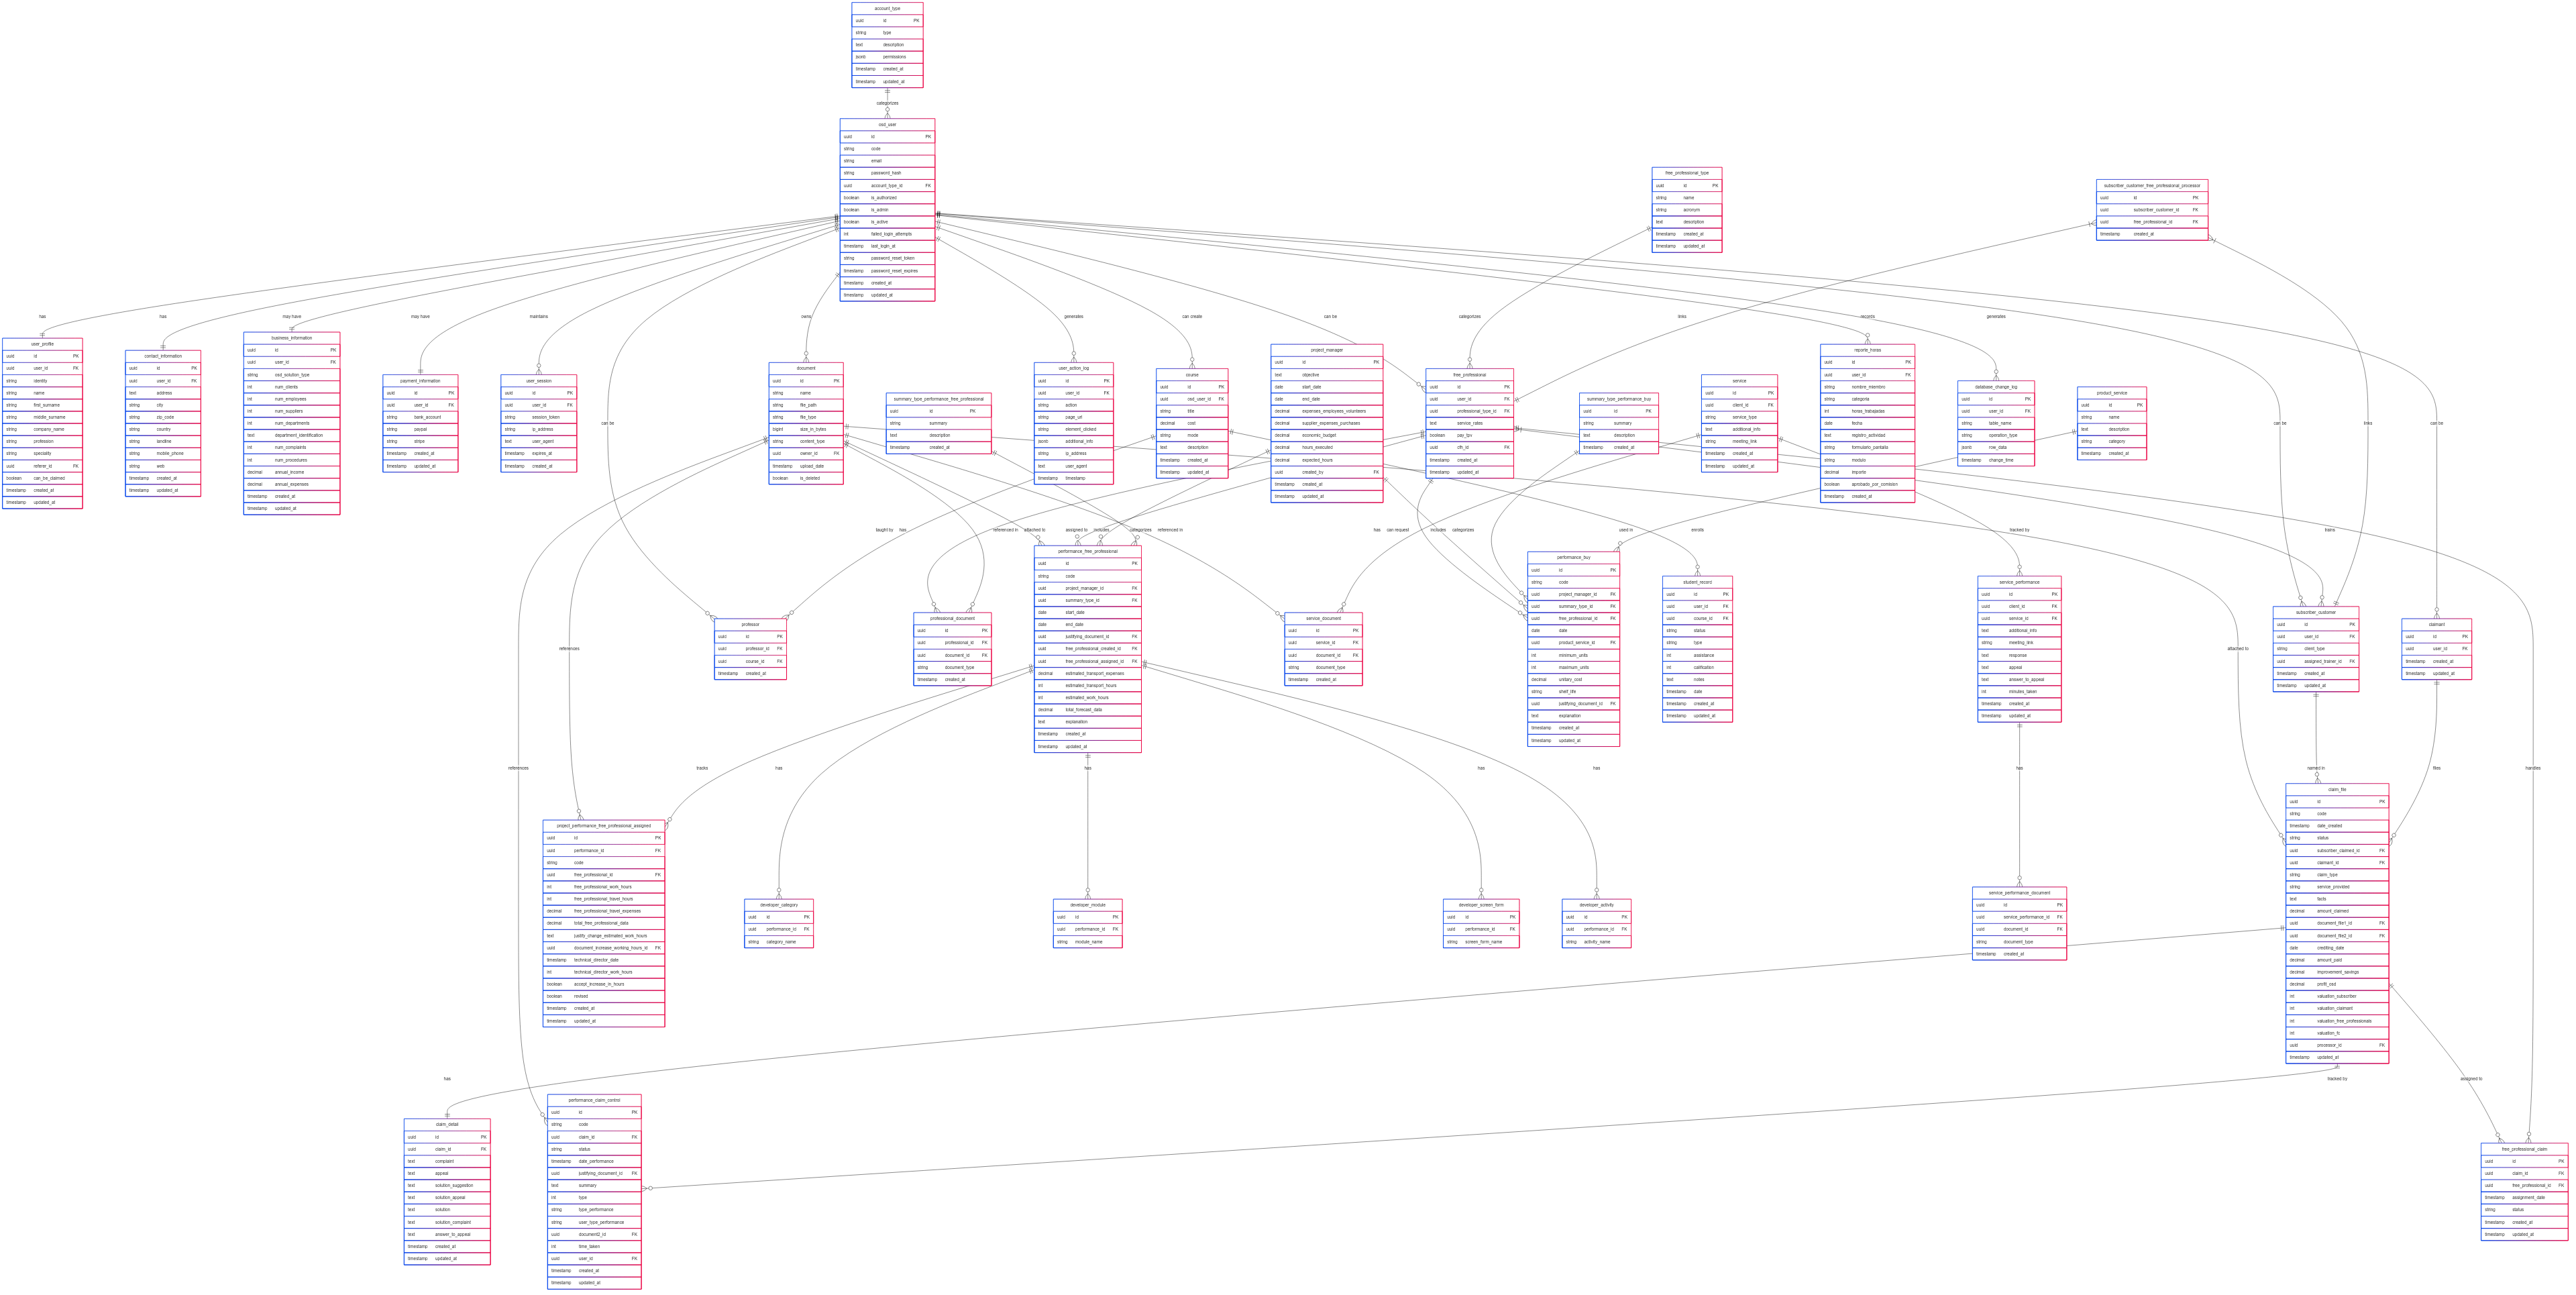 account_type
uuid id PK
string type
text description
jsonb permissions
timestamp created_at
timestamp updated_at
categorizes
osd_user
uuid id PK
string code
string email
string password_hash
uuid account_type_id FK
boolean is_authorized
boolean is_admin
boolean is_active
int failed_login_attempts
timestamp last_login_at
string password_reset_token
timestamp password_reset_expires
timestamp created_at
timestamp updated_at
free_professional_type
uuid id PK
string name
string acronym
text description
timestamp created_at
timestamp updated_at
subscriber_customer_free_professional_processor
uuid id PK
uuid subscriber_customer_id FK
uuid free_professional_id FK
timestamp created_at
has
has
may have
may have
maintains
owns
generates
can create
can be
categorizes
links
records
generates
user_profile
uuid id PK
uuid user_id FK
string identity
string name
string first_surname
string middle_surname
string company_name
string profession
string speciality
uuid referer_id FK
boolean can_be_claimed
timestamp created_at
timestamp updated_at
contact_information
uuid id PK
uuid user_id FK
text address
string city
string zip_code
string country
string landline
string mobile_phone
string web
timestamp created_at
timestamp updated_at
business_information
uuid id PK
uuid user_id FK
string osd_solution_type
int num_clients
int num_employees
int num_suppliers
int num_departments
text department_identification
int num_complaints
int num_procedures
decimal annual_income
decimal annual_expenses
timestamp created_at
timestamp updated_at
payment_information
uuid id PK
uuid user_id FK
string bank_account
string paypal
string stripe
timestamp created_at
timestamp updated_at
user_session
uuid id PK
uuid user_id FK
string session_token
string ip_address
text user_agent
timestamp expires_at
timestamp created_at
can be
document
uuid id PK
string name
string file_path
string file_type
bigint size_in_bytes
string content_type
uuid owner_id FK
timestamp upload_date
boolean is_deleted
summary_type_performance_free_professional
uuid id PK
string summary
text description
timestamp created_at
user_action_log
uuid id PK
uuid user_id FK
string action
string page_url
string element_clicked
jsonb additional_info
string ip_address
text user_agent
timestamp timestamp
course
uuid id PK
uuid osd_user_id FK
string title
decimal cost
string mode
text description
timestamp created_at
timestamp updated_at
project_manager
uuid id PK
text objective
date start_date
date end_date
decimal expenses_employees_volunteers
decimal supplier_expenses_purchases
decimal economic_budget
decimal hours_executed
decimal expected_hours
uuid created_by FK
timestamp created_at
timestamp updated_at
free_professional
uuid id PK
uuid user_id FK
uuid professional_type_id FK
text service_rates
boolean pay_tpv
uuid cfh_id FK
timestamp created_at
timestamp updated_at
summary_type_performance_buy
uuid id PK
string summary
text description
timestamp created_at
service
uuid id PK
uuid client_id FK
string service_type
text additional_info
string meeting_link
timestamp created_at
timestamp updated_at
reporte_horas
uuid id PK
uuid user_id FK
string nombre_miembro
string categoria
int horas_trabajadas
date fecha
text registro_actividad
string formulario_pantalla
string modulo
decimal importe
boolean aprobado_por_comision
timestamp created_at
database_change_log
uuid id PK
uuid user_id FK
string table_name
string operation_type
jsonb row_data
timestamp change_time
product_service
uuid id PK
string name
text description
string category
timestamp created_at
can be
links
can be
taught by
has
referenced in
attached to
assigned to
includes
categorizes
referenced in
has
can request
includes
categorizes
used in
enrolls
tracked by
trains
references
professor
uuid id PK
uuid professor_id FK
uuid course_id FK
timestamp created_at
professional_document
uuid id PK
uuid professional_id FK
uuid document_id FK
string document_type
timestamp created_at
performance_free_professional
uuid id PK
string code
uuid project_manager_id FK
uuid summary_type_id FK
date start_date
date end_date
uuid justifying_document_id FK
uuid free_professional_created_id FK
uuid free_professional_assigned_id FK
decimal estimated_transport_expenses
int estimated_transport_hours
int estimated_work_hours
decimal total_forecast_data
text explanation
timestamp created_at
timestamp updated_at
service_document
uuid id PK
uuid service_id FK
uuid document_id FK
string document_type
timestamp created_at
performance_buy
uuid id PK
string code
uuid project_manager_id FK
uuid summary_type_id FK
uuid free_professional_id FK
date date
uuid product_service_id FK
int minimum_units
int maximum_units
decimal unitary_cost
string shelf_life
uuid justifying_document_id FK
text explanation
timestamp created_at
timestamp updated_at
student_record
uuid id PK
uuid user_id FK
uuid course_id FK
string status
string type
int assistance
int calification
text notes
timestamp date
timestamp created_at
timestamp updated_at
service_performance
uuid id PK
uuid client_id FK
uuid service_id FK
text additional_info
string meeting_link
text response
text appeal
text answer_to_appeal
int minutes_taken
timestamp created_at
timestamp updated_at
attached to
subscriber_customer
uuid id PK
uuid user_id FK
string client_type
uuid assigned_trainer_id FK
timestamp created_at
timestamp updated_at
claimant
uuid id PK
uuid user_id FK
timestamp created_at
timestamp updated_at
references
tracks
has
has
has
has
has
named in
files
handles
project_performance_free_professional_assigned
uuid id PK
uuid performance_id FK
string code
uuid free_professional_id FK
int free_professional_work_hours
int free_professional_travel_hours
decimal free_professional_travel_expenses
decimal total_free_professional_data
text justify_change_estimated_work_hours
uuid document_increase_working_hours_id FK
timestamp technical_director_date
int technical_director_work_hours
boolean accept_increase_in_hours
boolean revised
timestamp created_at
timestamp updated_at
developer_category
uuid id PK
uuid performance_id FK
string category_name
developer_module
uuid id PK
uuid performance_id FK
string module_name
developer_screen_form
uuid id PK
uuid performance_id FK
string screen_form_name
developer_activity
uuid id PK
uuid performance_id FK
string activity_name
service_performance_document
uuid id PK
uuid service_performance_id FK
uuid document_id FK
string document_type
timestamp created_at
claim_file
uuid id PK
string code
timestamp date_created
string status
uuid subscriber_claimed_id FK
uuid claimant_id FK
string claim_type
string service_provided
text facts
decimal amount_claimed
uuid document_file1_id FK
uuid document_file2_id FK
date crediting_date
decimal amount_paid
decimal improvement_savings
decimal profit_osd
int valuation_subscriber
int valuation_claimant
int valuation_free_professionals
int valuation_fo
uuid processor_id FK
timestamp updated_at
has
tracked by
assigned to
claim_detail
uuid id PK
uuid claim_id FK
text complaint
text appeal
text solution_suggestion
text solution_appeal
text solution
text solution_complaint
text answer_to_appeal
timestamp created_at
timestamp updated_at
performance_claim_control
uuid id PK
string code
uuid claim_id FK
string status
timestamp date_performance
uuid justifying_document_id FK
text summary
int type
string type_performance
string user_type_performance
uuid document2_id FK
int time_taken
uuid user_id FK
timestamp created_at
timestamp updated_at
free_professional_claim
uuid id PK
uuid claim_id FK
uuid free_professional_id FK
timestamp assignment_date
string status
timestamp created_at
timestamp updated_at